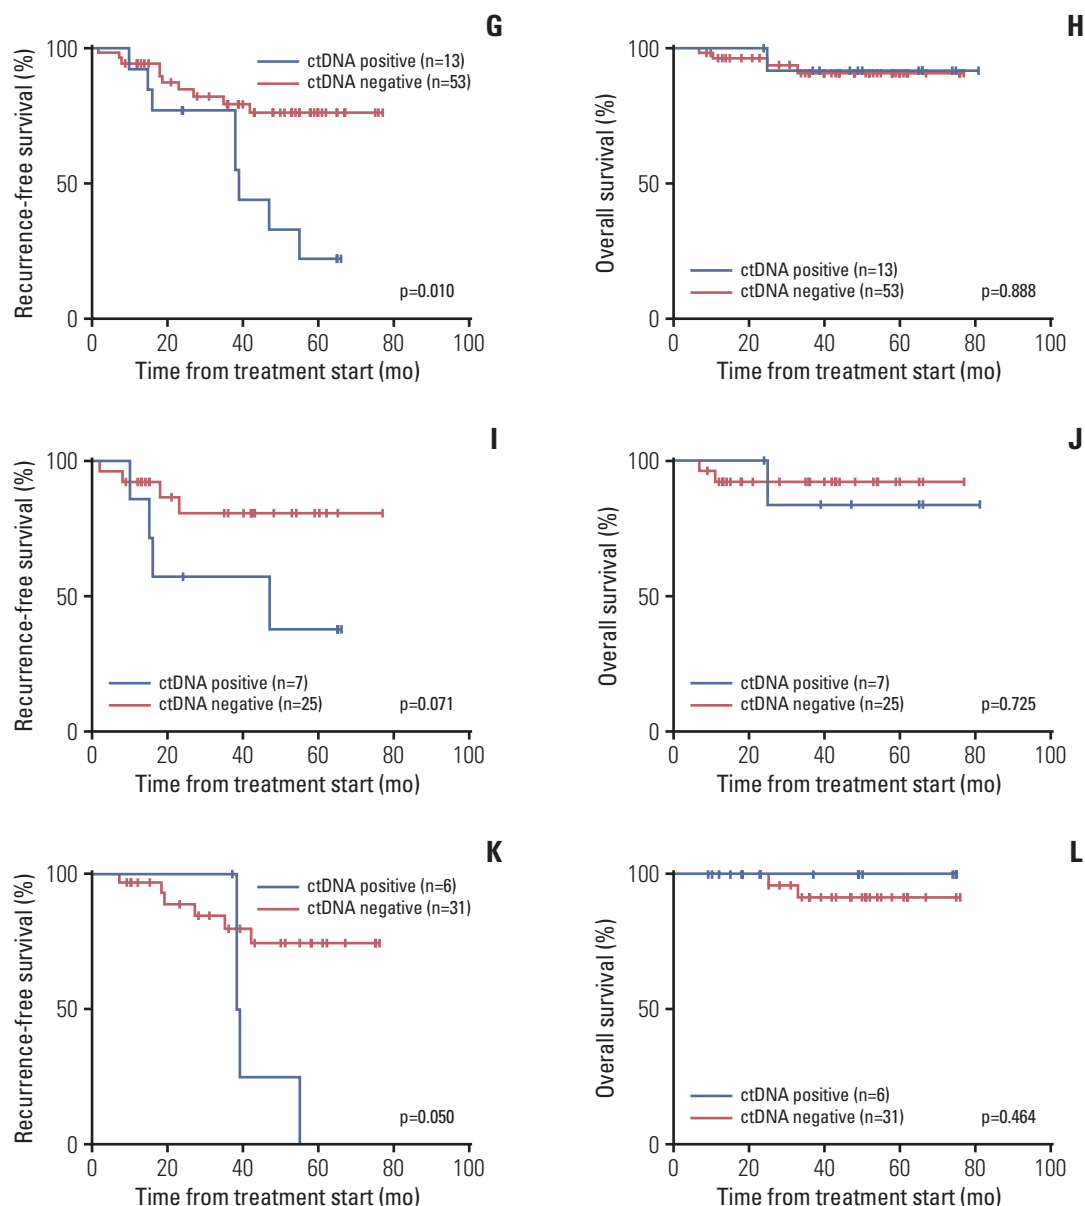 G
100
50
0
Recurrence-free survival (%)
ctDNA positive (n=13)
ctDNA negative (n=53)
p=0.010
0 20 40 60 80 100
Time from treatment start (mo)
H
100
50
0
Overall survival (%)
ctDNA positive (n=13)
ctDNA negative (n=53)
p=0.888
0 20 40 60 80 100
Time from treatment start (mo)
I
100
50
0
Recurrence-free survival (%)
ctDNA positive (n=7)
ctDNA negative (n=25)
p=0.071
0 20 40 60 80 100
Time from treatment start (mo)
J
100
50
0
Overall survival (%)
ctDNA positive (n=7)
ctDNA negative (n=25)
p=0.725
0 20 40 60 80 100
Time from treatment start (mo)
K
100
50
0
Recurrence-free survival (%)
ctDNA positive (n=6)
ctDNA negative (n=31)
p=0.050
0 20 40 60 80 100
Time from treatment start (mo)
L
100
50
0
Overall survival (%)
ctDNA positive (n=6)
ctDNA negative (n=31)
p=0.464
0 20 40 60 80 100
Time from treatment start (mo)